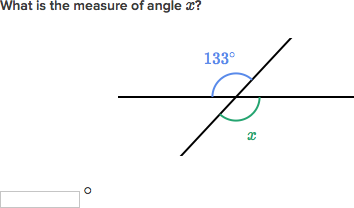 What is the measure of angle x?
133°
x
°